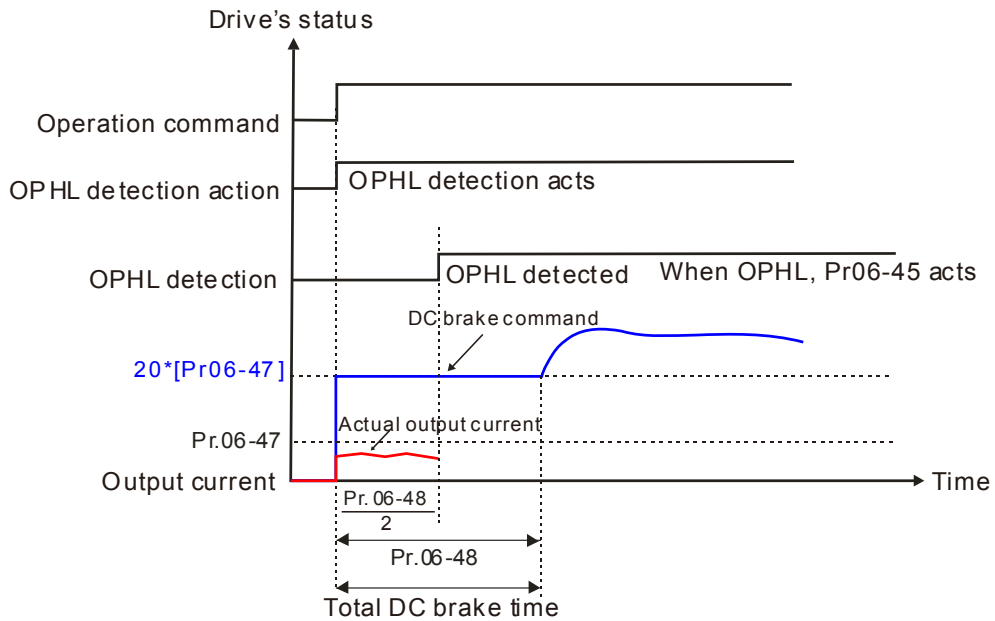 Drive's status
Operation command
OPHL detection action
OPHL detection acts
OPHL detection
OPHL detected
When OPHL, Pr06-45 acts
DC brake command
20*[Pr06-47]
Actual output current
Pr.06-47
Output current
Time
Pr. 06-48
2
Pr.06-48
Total DC brake time